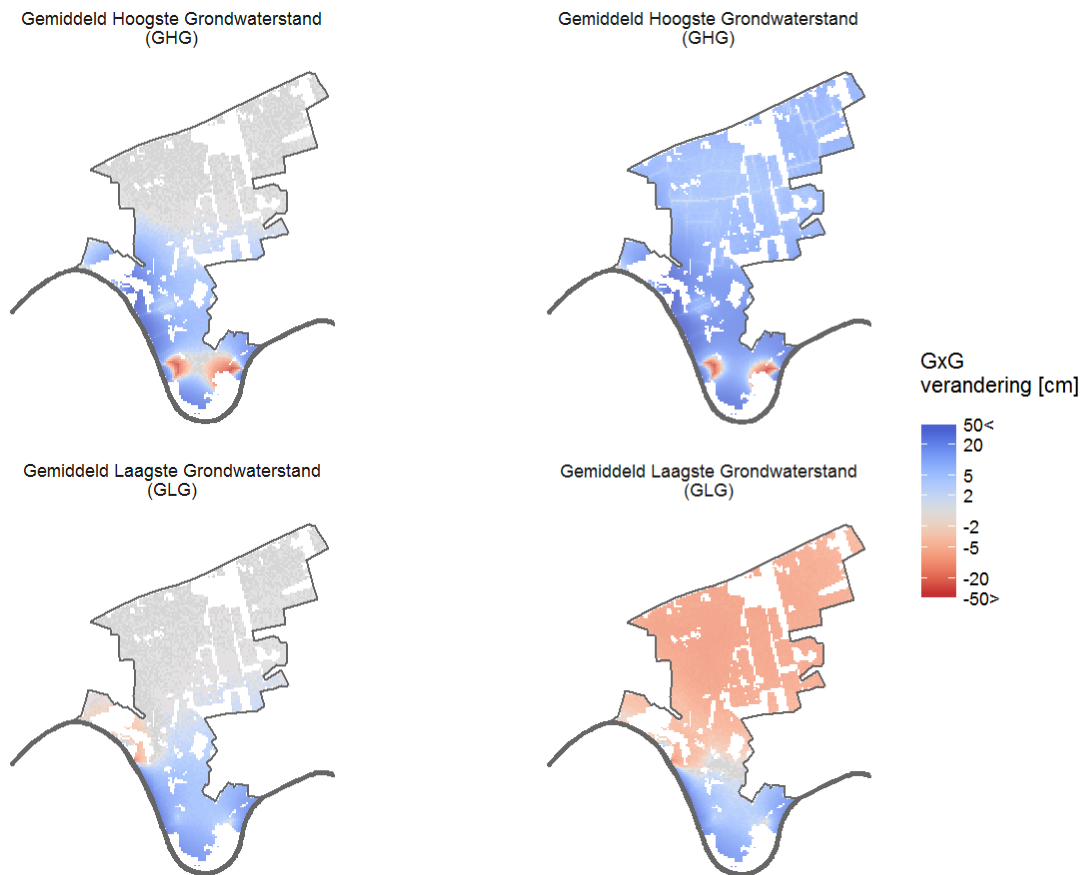 Gemiddeld Hoogste Grondwaterstand
(GHG)
Gemiddeld Hoogste Grondwaterstand
(GHG)
GxG
verandering [cm]
50<
20
5
2
-2
-5
-20
-50>
Gemiddeld Laagste Grondwaterstand
(GLG)
Gemiddeld Laagste Grondwaterstand
(GLG)